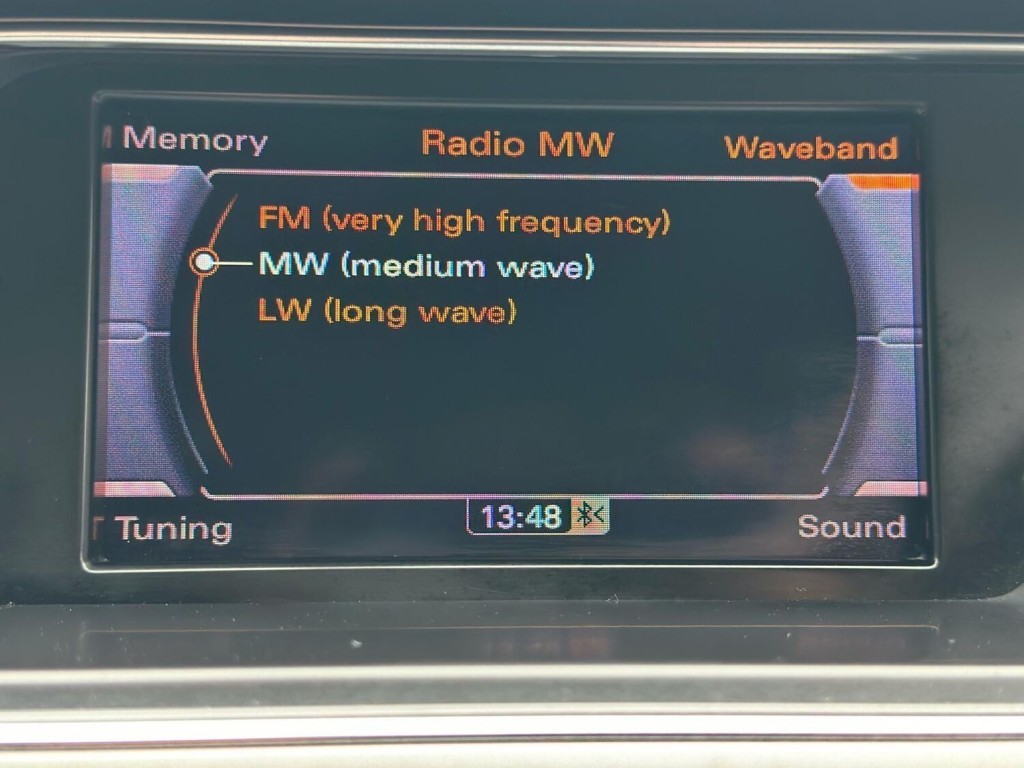 Memory
Radio MW
Waveband
FM (very high frequency)
MW (medium wave)
LW (long wave)
Tuning
13:48
Sound